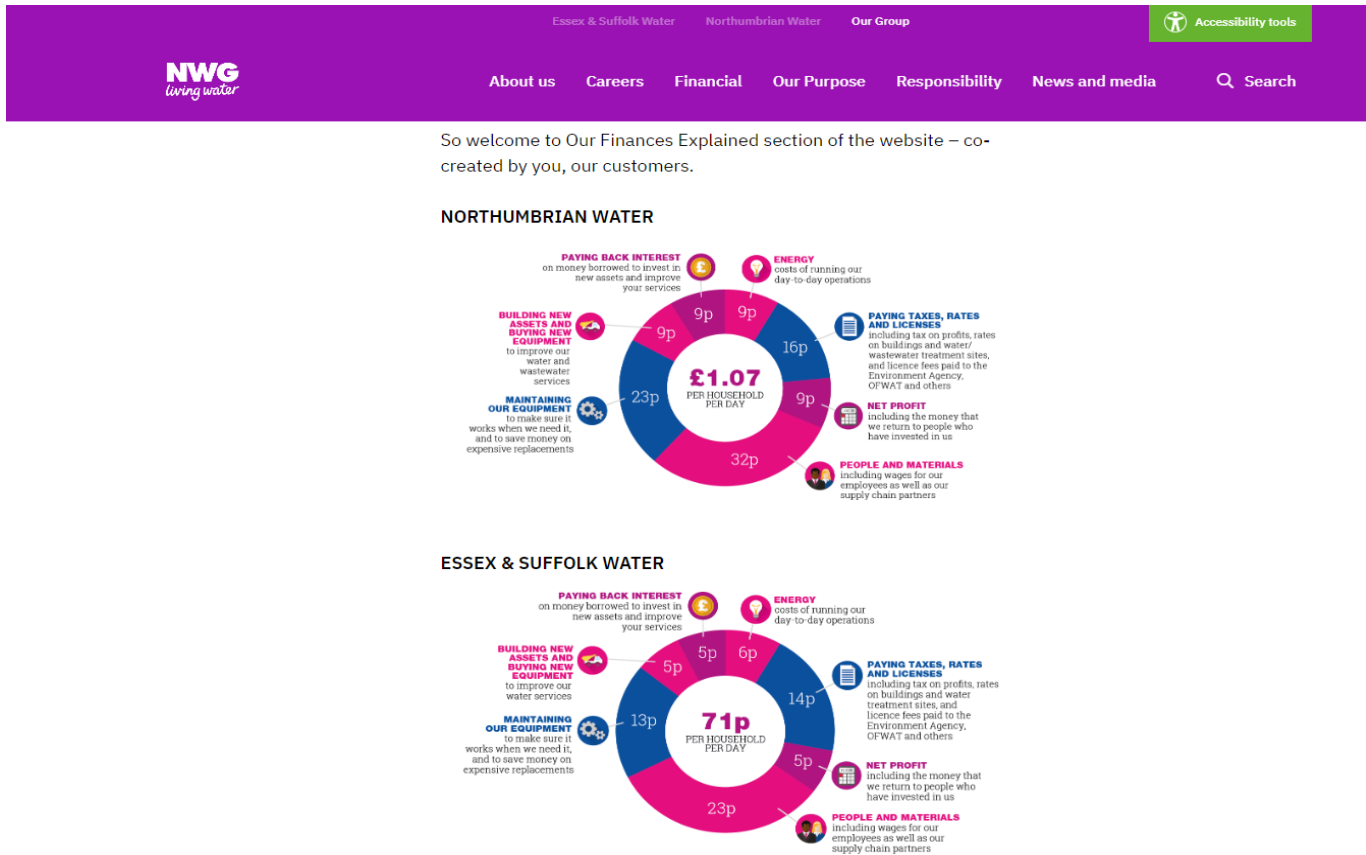 Essex & Suffolk Water
Northumbrian Water
Our Group
Accessibility tools
NWG
living water
About us
Careers
Financial
Our Purpose
Responsibility
News and media
Search
So welcome to Our Finances Explained section of the website – co-
created by you, our customers.
NORTHUMBRIAN WATER
PAYING BACK INTEREST
on money borrowed to invest in
new assets and improve
your services
£
ENERGY
costs of running our
day-to-day operations
BUILDING NEW
ASSETS AND
BUYING NEW
EQUIPMENT
to improve our
water and
wastewater
services
PAYING TAXES, RATES
AND LICENSES
including tax on profits, rates
on buildings and water/
wastewater treatment sites,
and licence fees paid to the
Environment Agency,
OFWAT and others
MAINTAINING
OUR EQUIPMENT
to make sure it
works when we need it,
and to save money on
expensive replacements
NET PROFIT
including the money that
we return to people who
have invested in us
PEOPLE AND MATERIALS
including wages for our
employees as well as our
supply chain partners
9p
9p
9p
16p
23p
9p
32p
£1.07
PER HOUSEHOLD
PER DAY
ESSEX & SUFFOLK WATER
PAYING BACK INTEREST
on money borrowed to invest in
new assets and improve
your services
£
ENERGY
costs of running our
day-to-day operations
BUILDING NEW
ASSETS AND
BUYING NEW
EQUIPMENT
to improve our
water services
PAYING TAXES, RATES
AND LICENSES
including tax on profits, rates
on buildings and water
treatment sites, and
licence fees paid to the
Environment Agency,
OFWAT and others
MAINTAINING
OUR EQUIPMENT
to make sure it
works when we need it,
and to save money on
expensive replacements
NET PROFIT
including the money that
we return to people who
have invested in us
PEOPLE AND MATERIALS
including wages for our
employees as well as our
supply chain partners
5p
6p
5p
14p
13p
5p
23p
71p
PER HOUSEHOLD
PER DAY